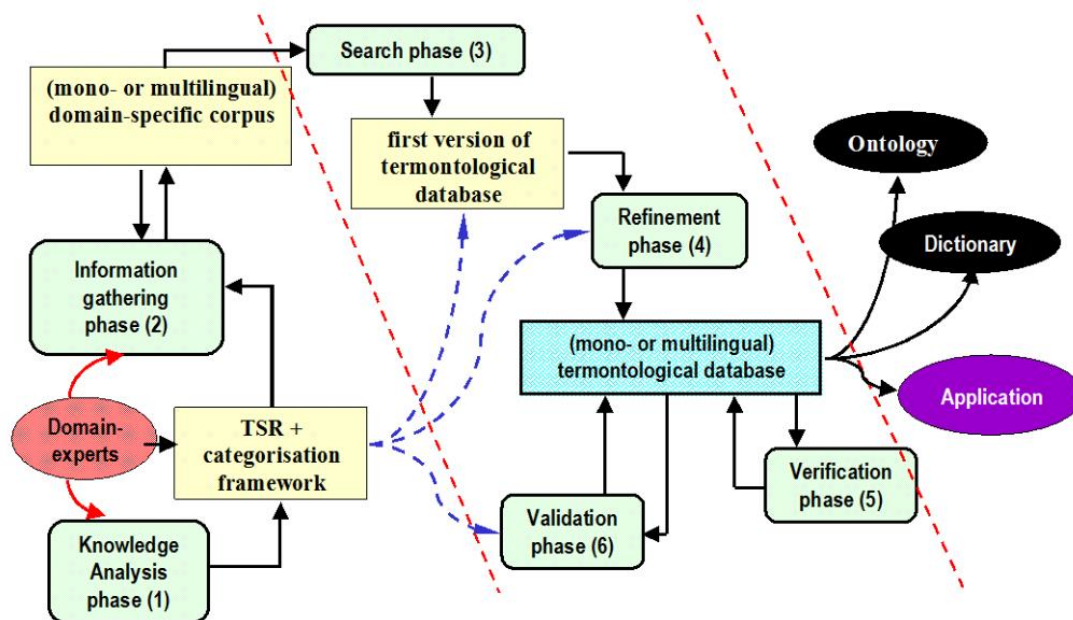 Search phase (3)
(mono- or multilingual)
domain-specific corpus
first version of
termontological
database
Ontology
Refinement
phase (4)
Dictionary
Information
gathering
phase (2)
(mono- or multilingual)
termontological database
Application
Domain-
experts
TSR +
categorisation
framework
Verification
phase (5)
Validation
phase (6)
Knowledge
Analysis
phase (1)